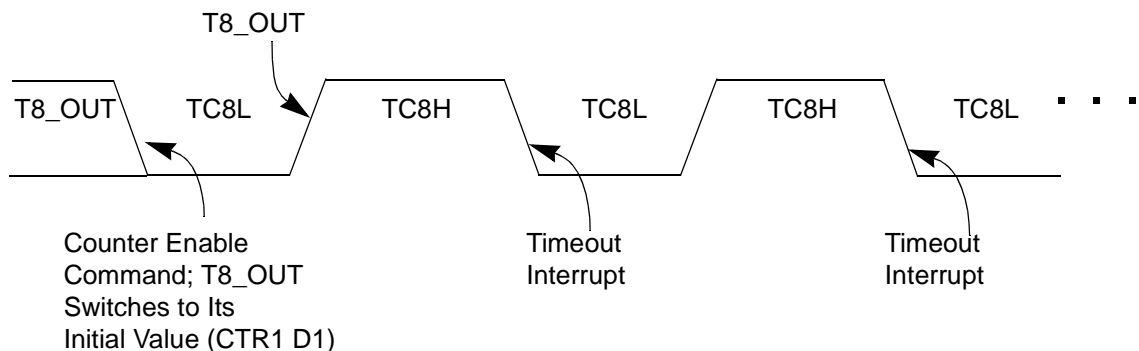 T8_OUT
T8_OUT TC8L TC8H TC8L TC8H TC8L
Counter Enable
Command; T8_OUT
Switches to Its
Initial Value (CTR1 D1)
Timeout
Interrupt
Timeout
Interrupt